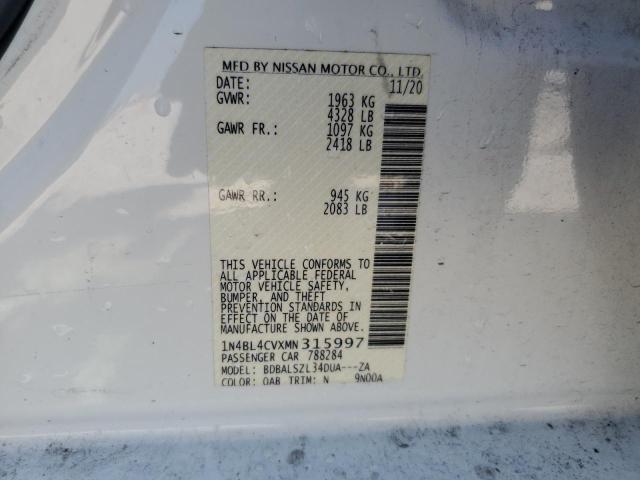 MFD BY NISSAN MOTOR CO., LTD.
DATE: 11/20
GVWR: 1963 KG
4328 LB
GAWR FR.: 1097 KG
2418 LB
GAWR RR.: 945 KG
2083 LB
THIS VEHICLE CONFORMS TO
ALL APPLICABLE FEDERAL
MOTOR VEHICLE SAFETY,
BUMPER, AND THEFT
PREVENTION STANDARDS IN
EFFECT ON THE DATE OF
MANUFACTURE SHOWN ABOVE.
1N4BL4CVXMN315997
PASSENGER CAR 788284
MODEL: BDBALSZL34DUA---ZA
COLOR: QAB TRIM: N 9N00A